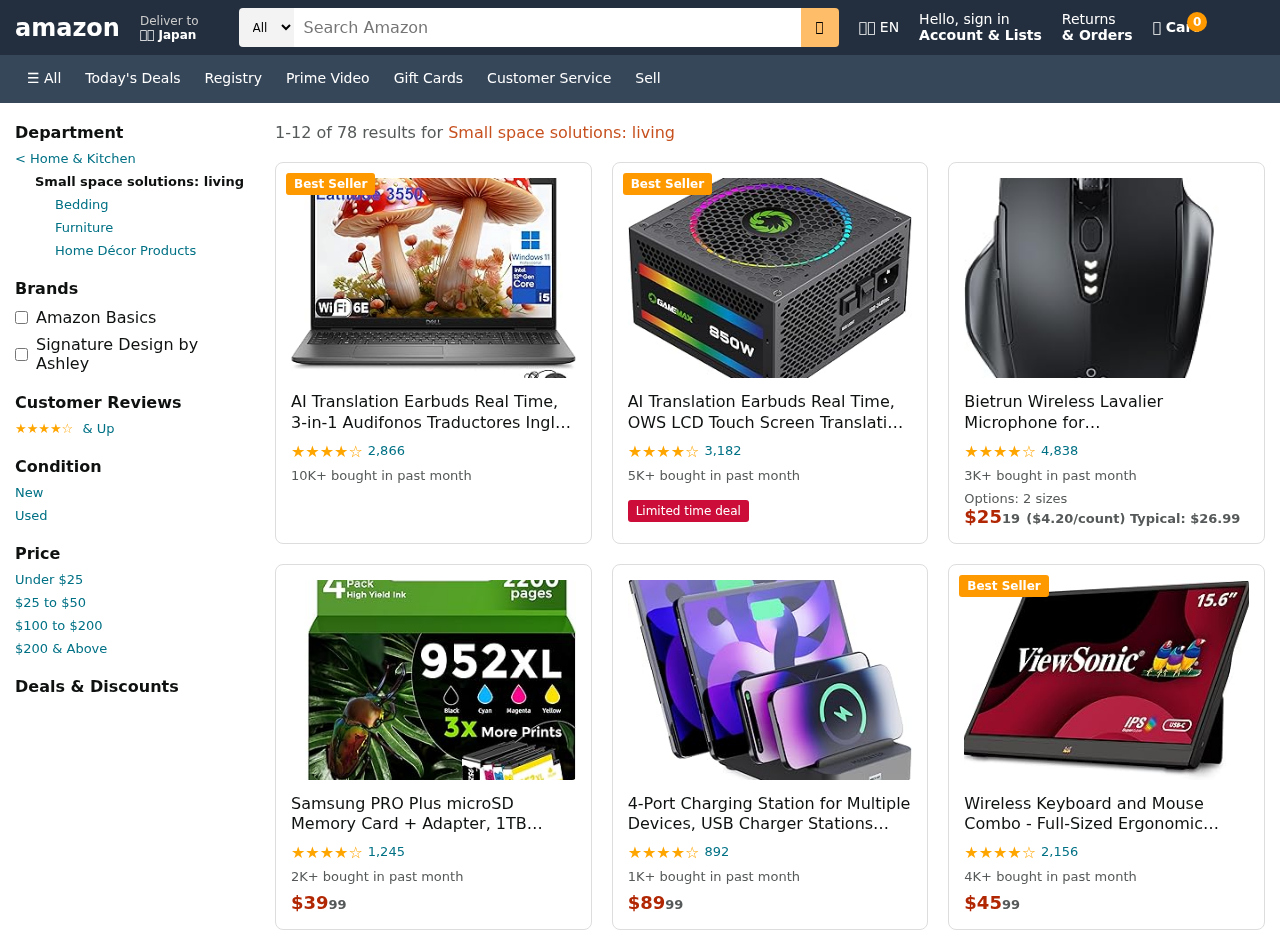 amazon
Deliver to
Japan
All
Search Amazon
EN
Hello, sign in
Account & Lists
Returns
& Orders
0
☰ All
Today's Deals
Registry
Prime Video
Gift Cards
Customer Service
Sell
Department
< Home & Kitchen
Small space solutions: living
Bedding
Furniture
Home Décor Products
Brands
Amazon Basics
Signature Design by
Ashley
Customer Reviews
★★★★☆ & Up
Condition
New
Used
Price
Under $25
$25 to $50
$100 to $200
$200 & Above
Deals & Discounts
1-12 of 78 results for Small space solutions: living
Best Seller
3550
Windows 11
intel
Core
i5
WiFi 6E
DELL
AI Translation Earbuds Real Time,
3-in-1 Audifonos Traductores Ingl...
★★★★☆ 2,866
10K+ bought in past month
Best Seller
GAMEMAX
850W
AI Translation Earbuds Real Time,
OWS LCD Touch Screen Translati...
★★★★☆ 3,182
5K+ bought in past month
Limited time deal
Bietrun Wireless Lavalier
Microphone for...
★★★★☆ 4,838
3K+ bought in past month
Options: 2 sizes
$25 19 ($4.20/count) Typical: $26.99
4 Pack
High Yield Ink
2200
pages
952XL
Black Cyan Magenta Yellow
3x More Prints
Samsung PRO Plus microSD
Memory Card + Adapter, 1TB...
★★★★☆ 1,245
2K+ bought in past month
$39 99
4-Port Charging Station for Multiple
Devices, USB Charger Stations...
★★★★☆ 892
1K+ bought in past month
$89 99
Best Seller
15.6”
ViewSonic
IPS
USB-C
Wireless Keyboard and Mouse
Combo - Full-Sized Ergonomic...
★★★★☆ 2,156
4K+ bought in past month
$45 99